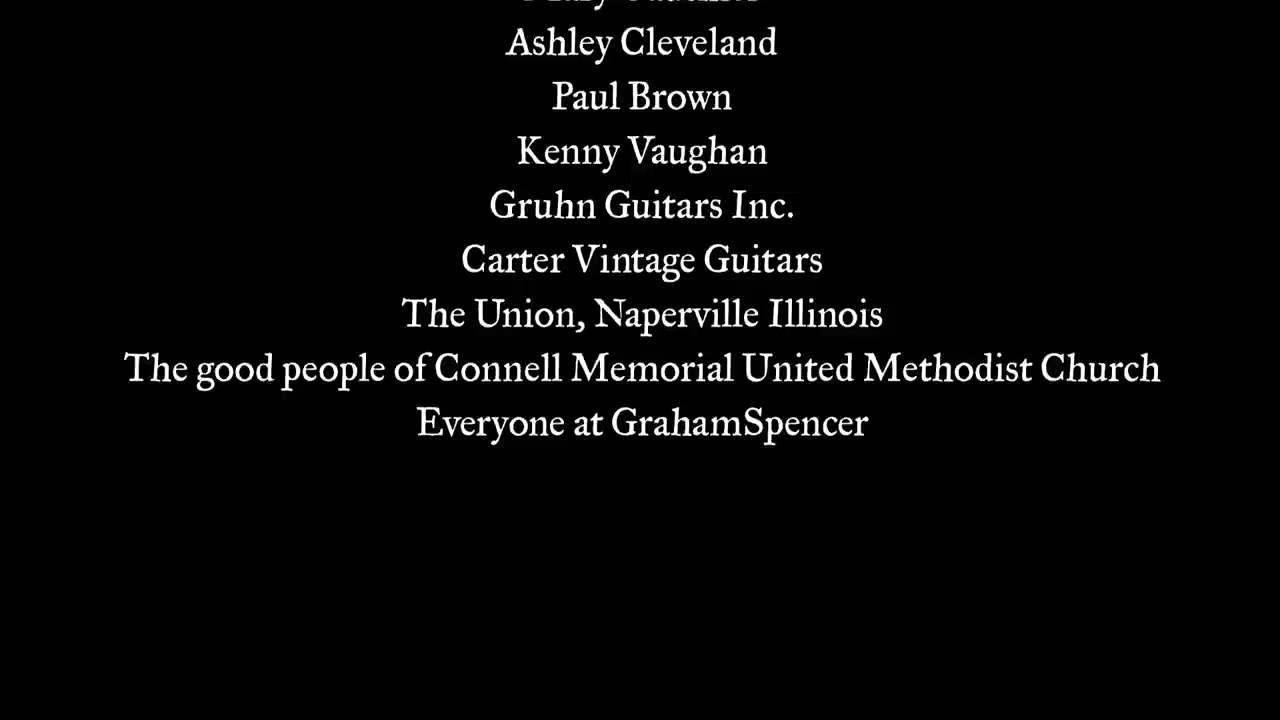 Ashley Cleveland
Paul Brown
Kenny Vaughan
Gruhn Guitars Inc.
Carter Vintage Guitars
The Union, Naperville Illinois
The good people of Connell Memorial United Methodist Church
Everyone at GrahamSpencer